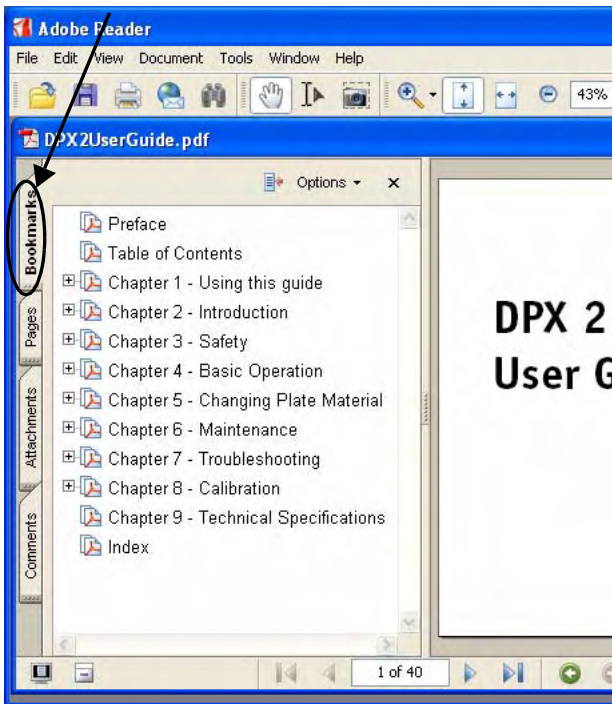 Adobe Reader
File Edit View Document Tools Window Help
43%
DPX2UserGuide.pdf
Options
Bookmarks
Pages
Attachments
Comments
Preface
Table of Contents
Chapter 1 - Using this guide
Chapter 2 - Introduction
Chapter 3 - Safety
Chapter 4 - Basic Operation
Chapter 5 - Changing Plate Material
Chapter 6 - Maintenance
Chapter 7 - Troubleshooting
Chapter 8 - Calibration
Chapter 9 - Technical Specifications
Index
DPX 2
User G
1 of 40